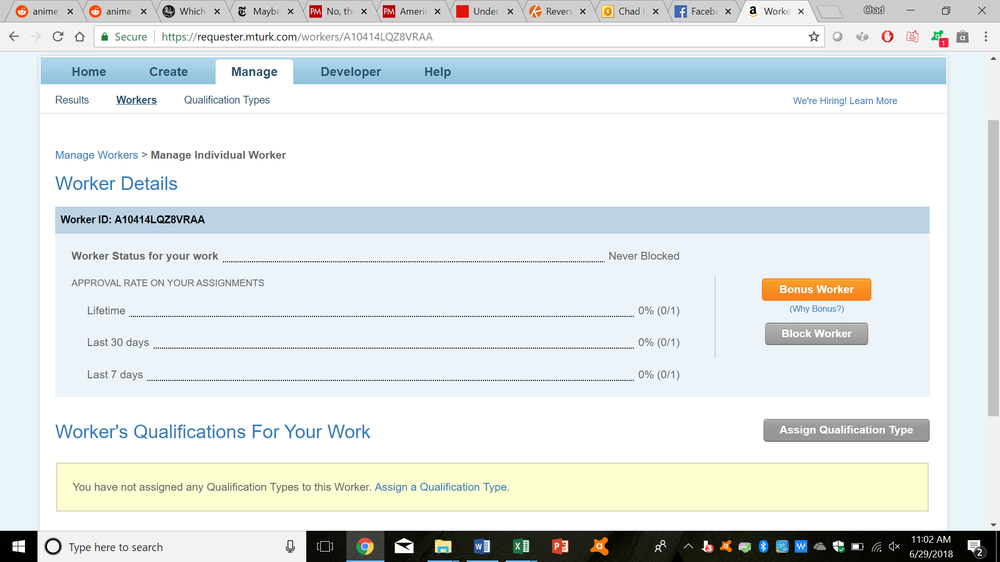 anime_
anime_
Which
Maybe
No, the
Americ
Under
Revers
Chad
Facebo
Worke
Chad
Secure https://requester.mturk.com/workers/A10414LQZ8VRAA
1
Home Create Manage Developer Help
Results Workers Qualification Types We're Hiring! Learn More
Manage Workers > Manage Individual Worker
Worker Details
Worker ID: A10414LQZ8VRAA
Worker Status for your work Never Blocked
APPROVAL RATE ON YOUR ASSIGNMENTS
Bonus Worker
(Why Bonus?)
Lifetime 0% (0/1)
Block Worker
Last 30 days 0% (0/1)
Last 7 days 0% (0/1)
Worker's Qualifications For Your Work Assign Qualification Type
You have not assigned any Qualification Types to this Worker. Assign a Qualification Type.
Type here to search
3
11:02 AM
6/29/2018
2